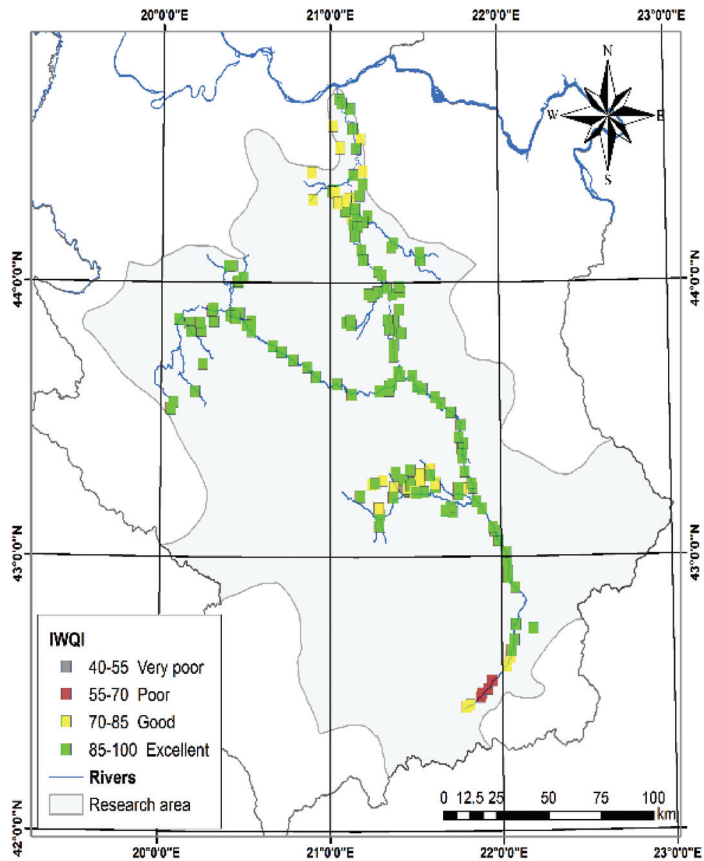 20°0'0"E 21°0'0"E 22°0'0"E 23°0'0"E
N
W E
S
44°0'0"N 44°0'0"N
43°0'0"N 43°0'0"N
IWQI
40-55 Very poor
55-70 Poor
70-85 Good
85-100 Excellent
Rivers
Research area
0 12.5 25 50 75 100
km
42°0'0"N 42°0'0"N
20°0'0"E 21°0'0"E 22°0'0"E 23°0'0"E